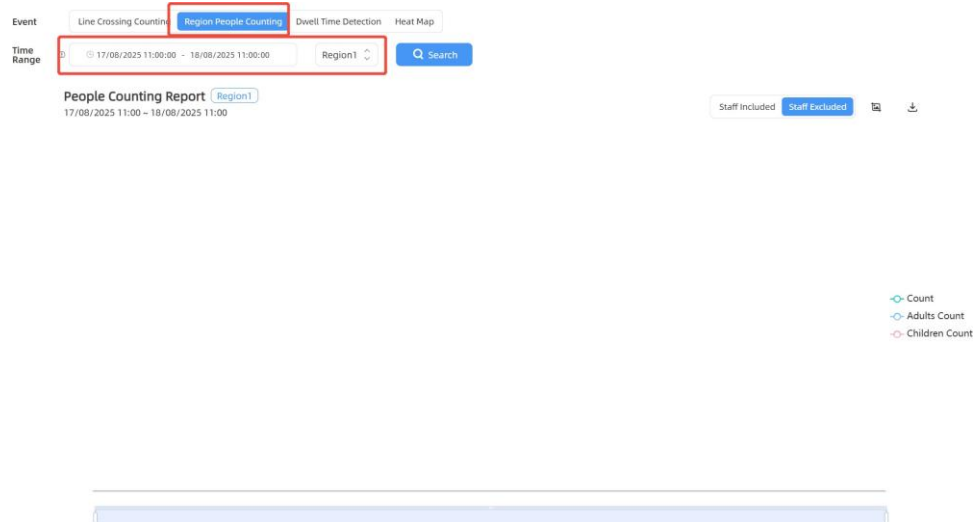 Event Line Crossing Counting Region People Counting Dwell Time Detection Heat Map
Time
Range 17/08/2025 11:00:00 - 18/08/2025 11:00:00 Region1 Search
People Counting Report Region1
17/08/2025 11:00 ~ 18/08/2025 11:00
Staff Included Staff Excluded
Count
Adults Count
Children Count